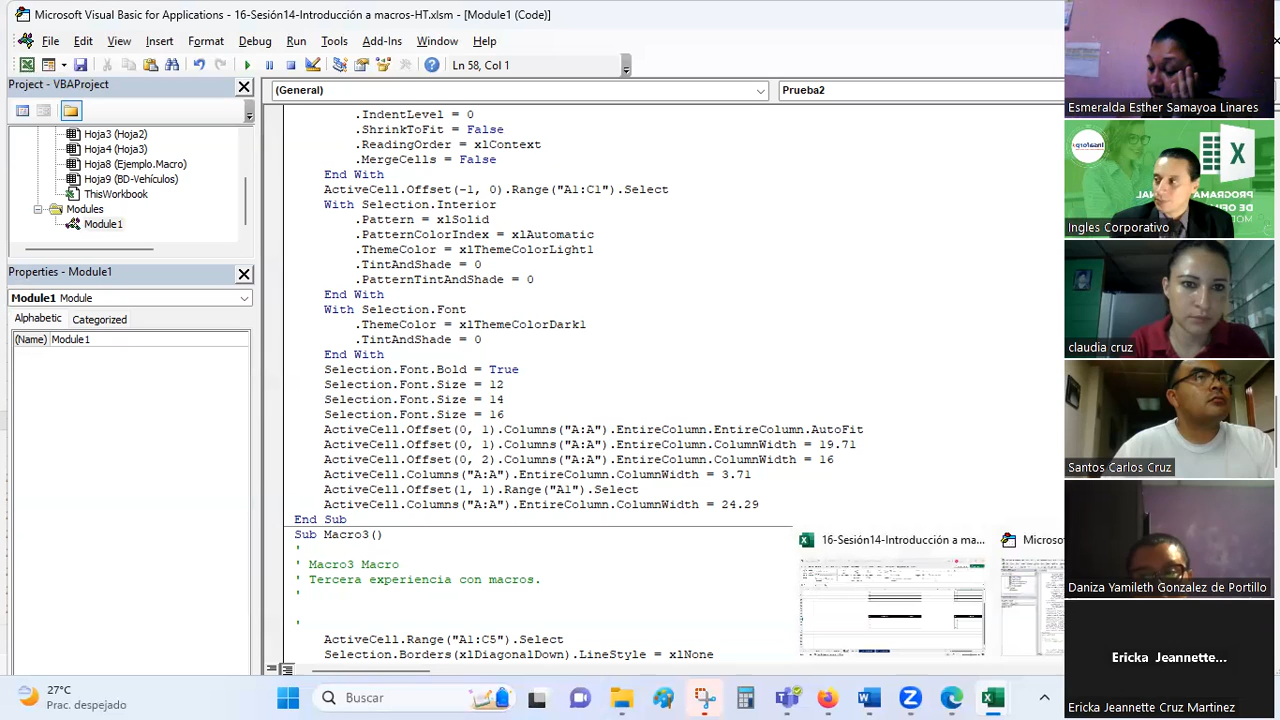 Microsoft Visual Basic for Applications - 16-Sesión14-Introducción a macros-HT.xlsm - [Module1 (Code)]
File Edit View Insert Format Debug Run Tools Add-Ins Window Help
Ln 58, Col 1
Project - VBAProject
(General)
Prueba2
Hoja3 (Hoja2)
Hoja4 (Hoja3)
Hoja8 (Ejemplo.Macro)
Hoja9 (BD-Vehículos)
ThisWorkbook
Modules
Module1
Properties - Module1
Module1 Module
Alphabetic Categorized
(Name) Module1
.IndentLevel = 0
.ShrinkToFit = False
.ReadingOrder = xlContext
.MergeCells = False
End With
ActiveCell.Offset(-1, 0).Range("A1:C1").Select
With Selection.Interior
.Pattern = xlSolid
.PatternColorIndex = xlAutomatic
.ThemeColor = xlThemeColorLight1
.TintAndShade = 0
.PatternTintAndShade = 0
End With
With Selection.Font
.ThemeColor = xlThemeColorDark1
.TintAndShade = 0
End With
Selection.Font.Bold = True
Selection.Font.Size = 12
Selection.Font.Size = 14
Selection.Font.Size = 16
ActiveCell.Offset(0, 1).Columns("A:A").EntireColumn.EntireColumn.AutoFit
ActiveCell.Offset(0, 1).Columns("A:A").EntireColumn.ColumnWidth = 19.71
ActiveCell.Offset(0, 2).Columns("A:A").EntireColumn.ColumnWidth = 16
ActiveCell.Columns("A:A").EntireColumn.ColumnWidth = 3.71
ActiveCell.Offset(1, 1).Range("A1").Select
ActiveCell.Columns("A:A").EntireColumn.ColumnWidth = 24.29
End Sub
Sub Macro3()
'
' Macro3 Macro
' Tercera experiencia con macros.
'
'
ActiveCell.Range("A1:C5").Select
Selection.Borders(xlDiagonalDown).LineStyle = xlNone
16-Sesión14-Introducción a ma...
Microso
Esmeralda Esther Samayoa Linares
PROGRAMA
DE OFI
MOD
Ingles Corporativo
claudia cruz
Santos Carlos Cruz
Daniza Yamileth Gonzalez de Portillo
Ericka Jeannette...
Ericka Jeannette Cruz Martinez
27°C
Prac. despejado
Buscar